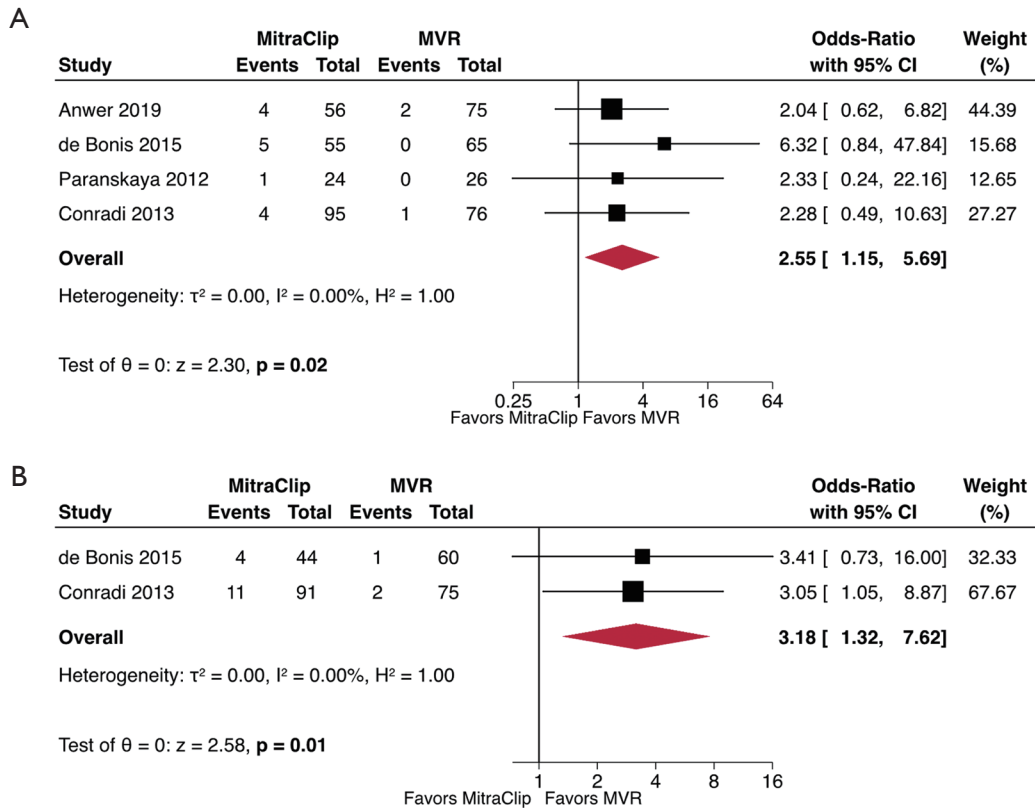 A
MitraClip MVR Odds-Ratio Weight
Study Events Total Events Total with 95% CI (%)
Anwer 2019 4 56 2 75 2.04 [ 0.62, 6.82] 44.39
de Bonis 2015 5 55 0 65 6.32 [ 0.84, 47.84] 15.68
Paranskaya 2012 1 24 0 26 2.33 [ 0.24, 22.16] 12.65
Conradi 2013 4 95 1 76 2.28 [ 0.49, 10.63] 27.27
Overall 2.55 [ 1.15, 5.69]
Heterogeneity: τ² = 0.00, I² = 0.00%, H² = 1.00
Test of θ = 0: z = 2.30, p = 0.02
0.25 1 4 16 64
Favors MitraClip Favors MVR
B
MitraClip MVR Odds-Ratio Weight
Study Events Total Events Total with 95% CI (%)
de Bonis 2015 4 44 1 60 3.41 [ 0.73, 16.00] 32.33
Conradi 2013 11 91 2 75 3.05 [ 1.05, 8.87] 67.67
Overall 3.18 [ 1.32, 7.62]
Heterogeneity: τ² = 0.00, I² = 0.00%, H² = 1.00
Test of θ = 0: z = 2.58, p = 0.01
1 2 4 8 16
Favors MitraClip Favors MVR